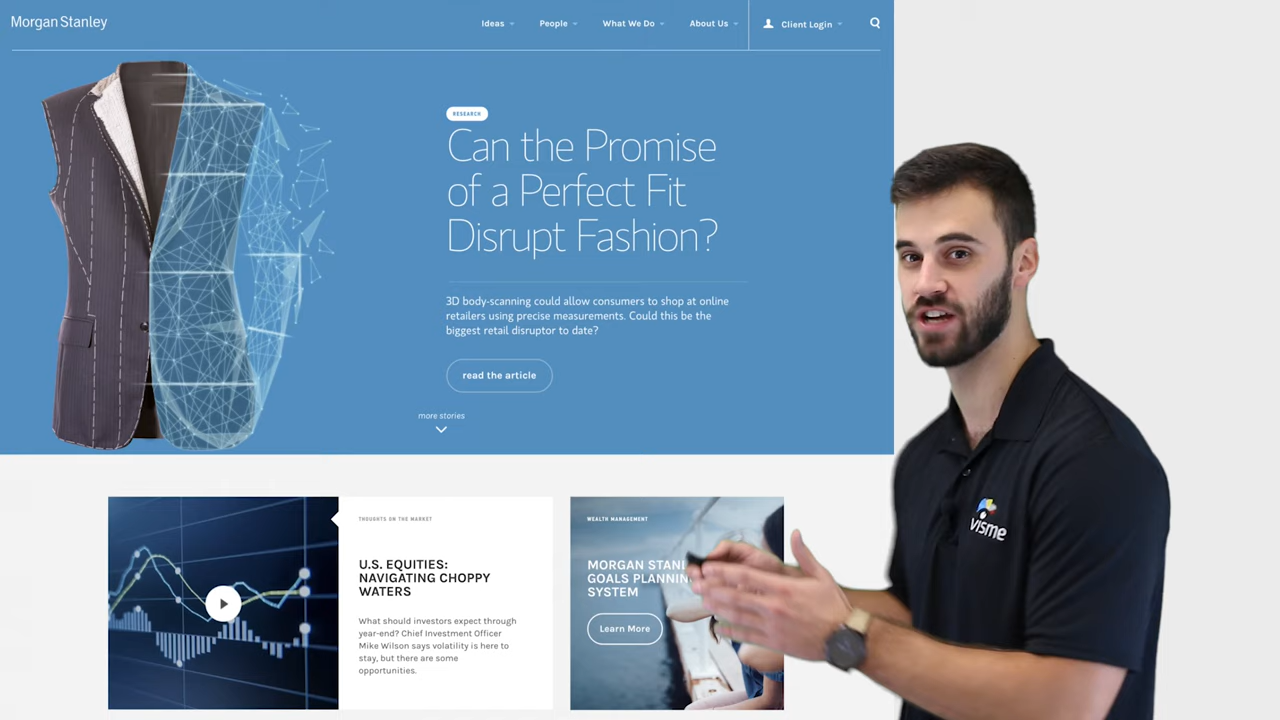 Morgan Stanley
Ideas People What We Do About Us Client Login
RESEARCH
Can the Promise
of a Perfect Fit
Disrupt Fashion?
3D body-scanning could allow consumers to shop at online
retailers using precise measurements. Could this be the
biggest retail disruptor to date?
read the article
more stories
THOUGHTS ON THE MARKET
U.S. EQUITIES:
NAVIGATING CHOPPY
WATERS
What should investors expect through
year-end? Chief Investment Officer
Mike Wilson says volatility is here to
stay, but there are some
opportunities.
WEALTH MANAGEMENT
MORGAN STANL
GOALS PLANNIN
SYSTEM
Learn More
visme